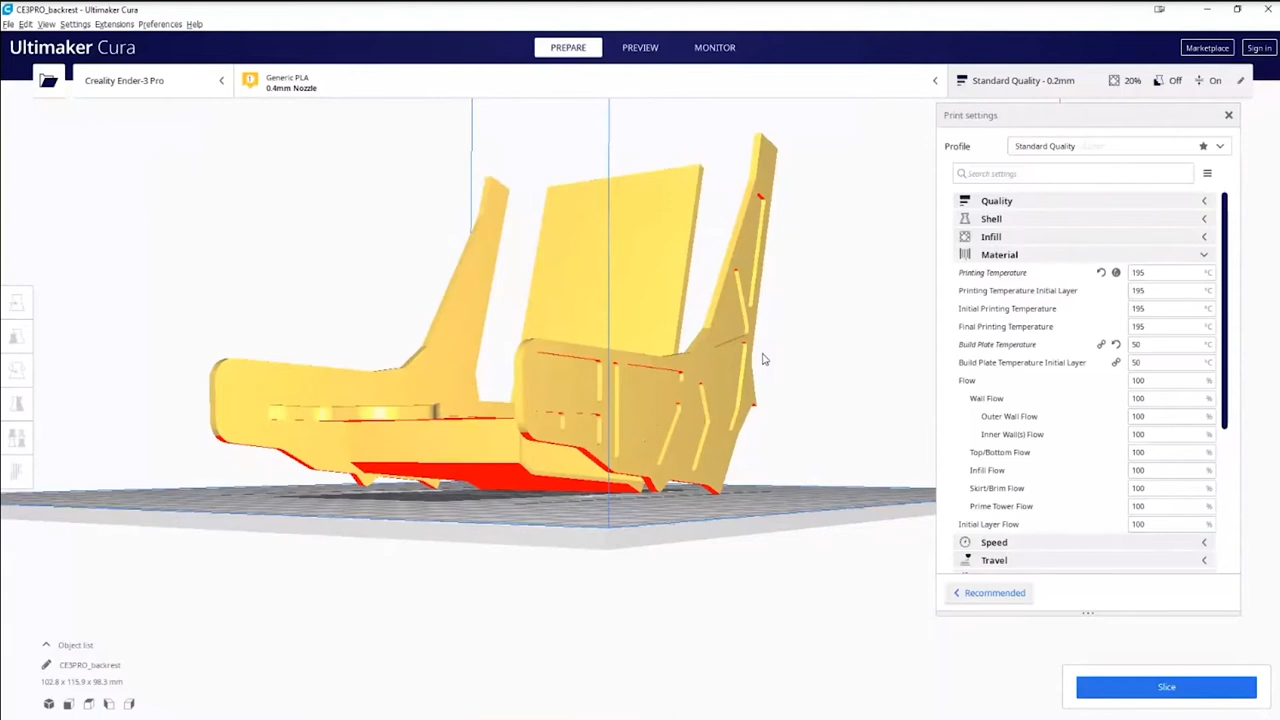 CE3PRO_backrest - Ultimaker Cura
File Edit View Settings Extensions Preferences Help
Ultimaker Cura
PREPARE PREVIEW MONITOR
Marketplace Sign in
Creality Ender-3 Pro
Generic PLA
0.4mm Nozzle
Standard Quality - 0.2mm 20% Off On
Print settings
Profile Standard Quality
Search settings
Quality
Shell
Infill
Material
Printing Temperature 195 °C
Printing Temperature Initial Layer 195 °C
Initial Printing Temperature 195 °C
Final Printing Temperature 195 °C
Build Plate Temperature 50 °C
Build Plate Temperature Initial Layer 50 °C
Flow 100 %
Wall Flow 100 %
Outer Wall Flow 100 %
Inner Wall(s) Flow 100 %
Top/Bottom Flow 100 %
Infill Flow 100 %
Skirt/Brim Flow 100 %
Prime Tower Flow 100 %
Initial Layer Flow 100 %
Speed
Travel
Recommended
Object list
CE3PRO_backrest
102.8 x 115.9 x 98.3 mm
Slice